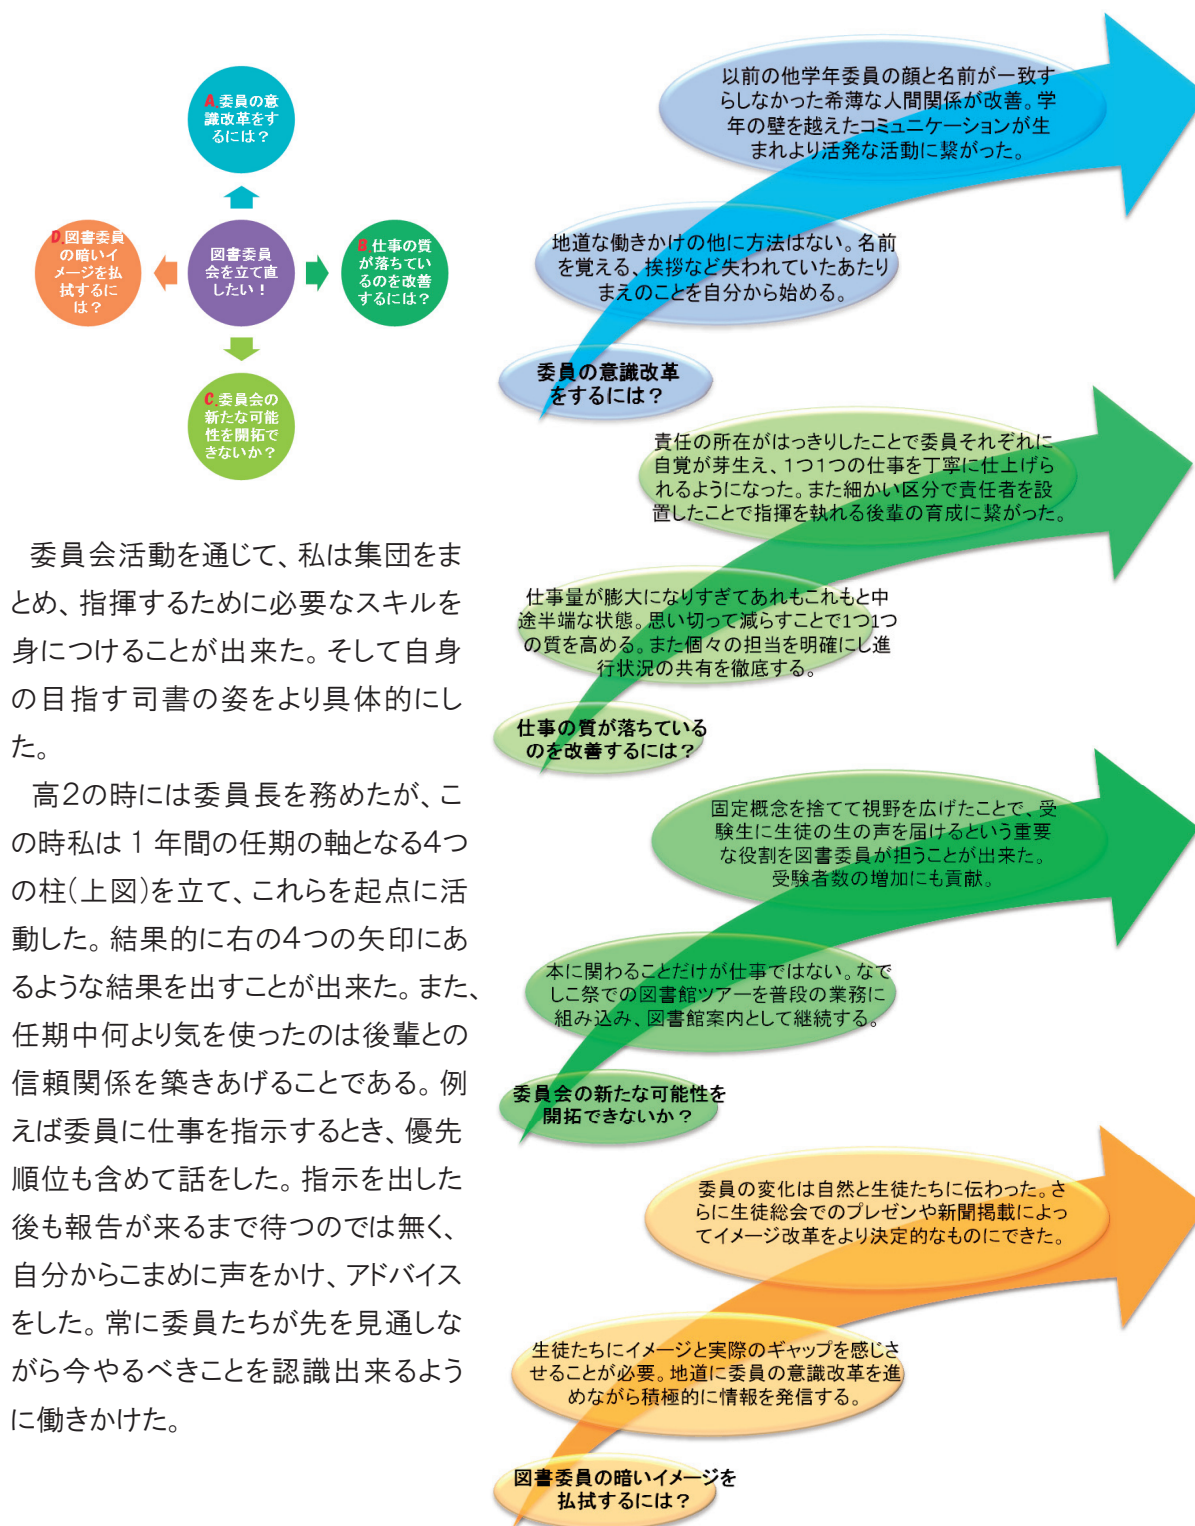 A.委員の意
識改革をす
るには？
D.図書委員
の暗いイ
メージを払
拭するに
は？
図書委員
会を立て直
したい！
B.仕事の質
が落ちてい
るのを改善
するには？
C.委員会の
新たな可能
性を開拓で
きないか？
委員会活動を通じて、私は集団をま
とめ、指揮するために必要なスキルを
身につけることが出来た。そして自身
の目指す司書の姿をより具体的にし
た。
高2の時には委員長を務めたが、こ
の時私は 1 年間の任期の軸となる4つ
の柱(上図)を立て、これらを起点に活
動した。結果的に右の4つの矢印にあ
るような結果を出すことが出来た。また、
任期中何より気を使ったのは後輩との
信頼関係を築きあげることである。例
えば委員に仕事を指示するとき、優先
順位も含めて話をした。指示を出した
後も報告が来るまで待つのでは無く、
自分からこまめに声をかけ、アドバイス
をした。常に委員たちが先を見通しな
がら今やるべきことを認識出来るよう
に働きかけた。
以前の他学年委員の顔と名前が一致す
らしなかった希薄な人間関係が改善。学
年の壁を越えたコミュニケーションが生
まれより活発な活動に繋がった。
地道な働きかけの他に方法はない。名前
を覚える、挨拶など失われていたあたり
まえのことを自分から始める。
委員の意識改革
をするには？
責任の所在がはっきりしたことで委員それぞれに
自覚が芽生え、1つ1つの仕事を丁寧に仕上げら
れるようになった。また細かい区分で責任者を設
置したことで指揮を執れる後輩の育成に繋がった。
仕事量が膨大になりすぎてあれもこれもと中
途半端な状態。思い切って減らすことで1つ1つ
の質を高める。また個々の担当を明確にし進
行状況の共有を徹底する。
仕事の質が落ちている
のを改善するには？
固定概念を捨てて視野を広げたことで、受
験生に生徒の生の声を届けるという重要
な役割を図書委員が担うことが出来た。
受験者数の増加にも貢献。
本に関わることだけが仕事ではない。なで
しこ祭での図書館ツアーを普段の業務に
組み込み、図書館案内として継続する。
委員会の新たな可能性を
開拓できないか？
委員の変化は自然と生徒たちに伝わった。さ
らに生徒総会でのプレゼンや新聞掲載によっ
てイメージ改革をより決定的なものにできた。
生徒たちにイメージと実際のギャップを感じさ
せることが必要。地道に委員の意識改革を進
めながら積極的に情報を発信する。
図書委員の暗いイメージを
払拭するには？